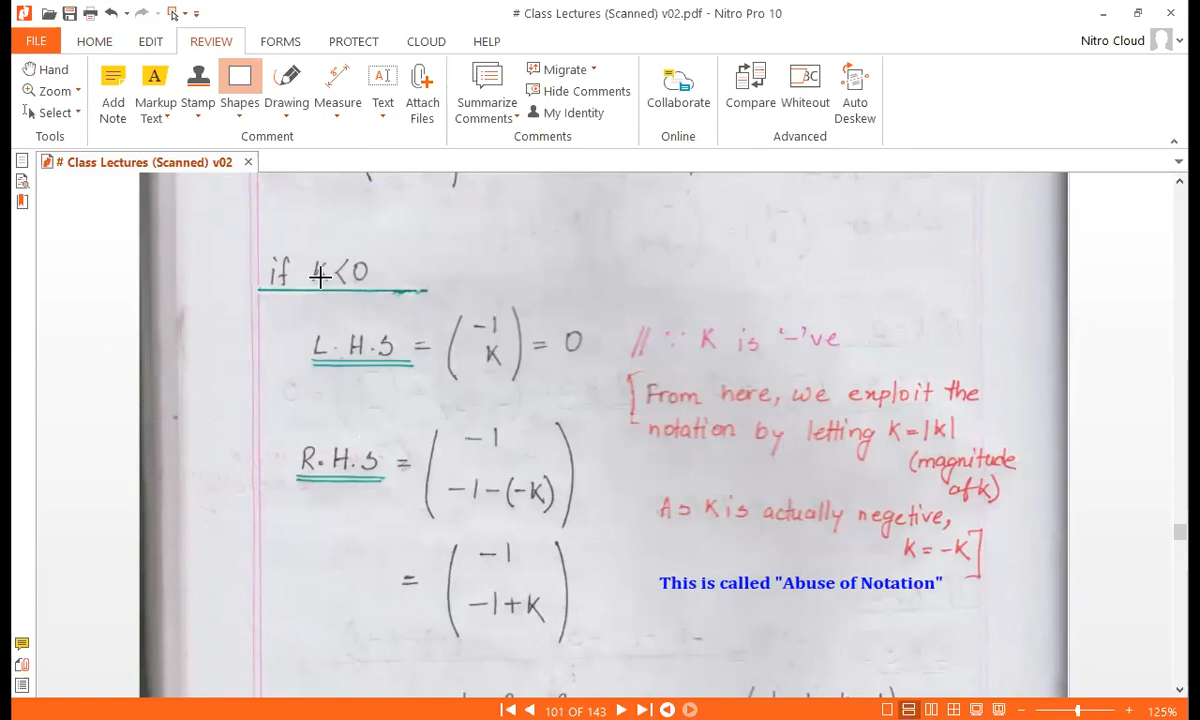 # Class Lectures (Scanned) v02.pdf - Nitro Pro 10
FILE HOME EDIT REVIEW FORMS PROTECT CLOUD HELP
Nitro Cloud
Hand
Zoom
Select
Tools
Add Note
Markup Text
Stamp
Shapes
Drawing
Measure
Text
Attach Files
Comment
Summarize Comments
Migrate
Hide Comments
My Identity
Comments
Collaborate
Online
Compare
Whiteout
Auto Deskew
Advanced
# Class Lectures (Scanned) v02
if K<0
L.H.S = (-1 K) = 0 // ∵ K is '-'ve
[From here, we exploit the
notation by letting K=|K|
(magnitude
of K)
R.H.S = (-1 -1-(-K))
As K is actually negetive,
K = -K]
= (-1 -1+K)
This is called "Abuse of Notation"
101 OF 143
125%